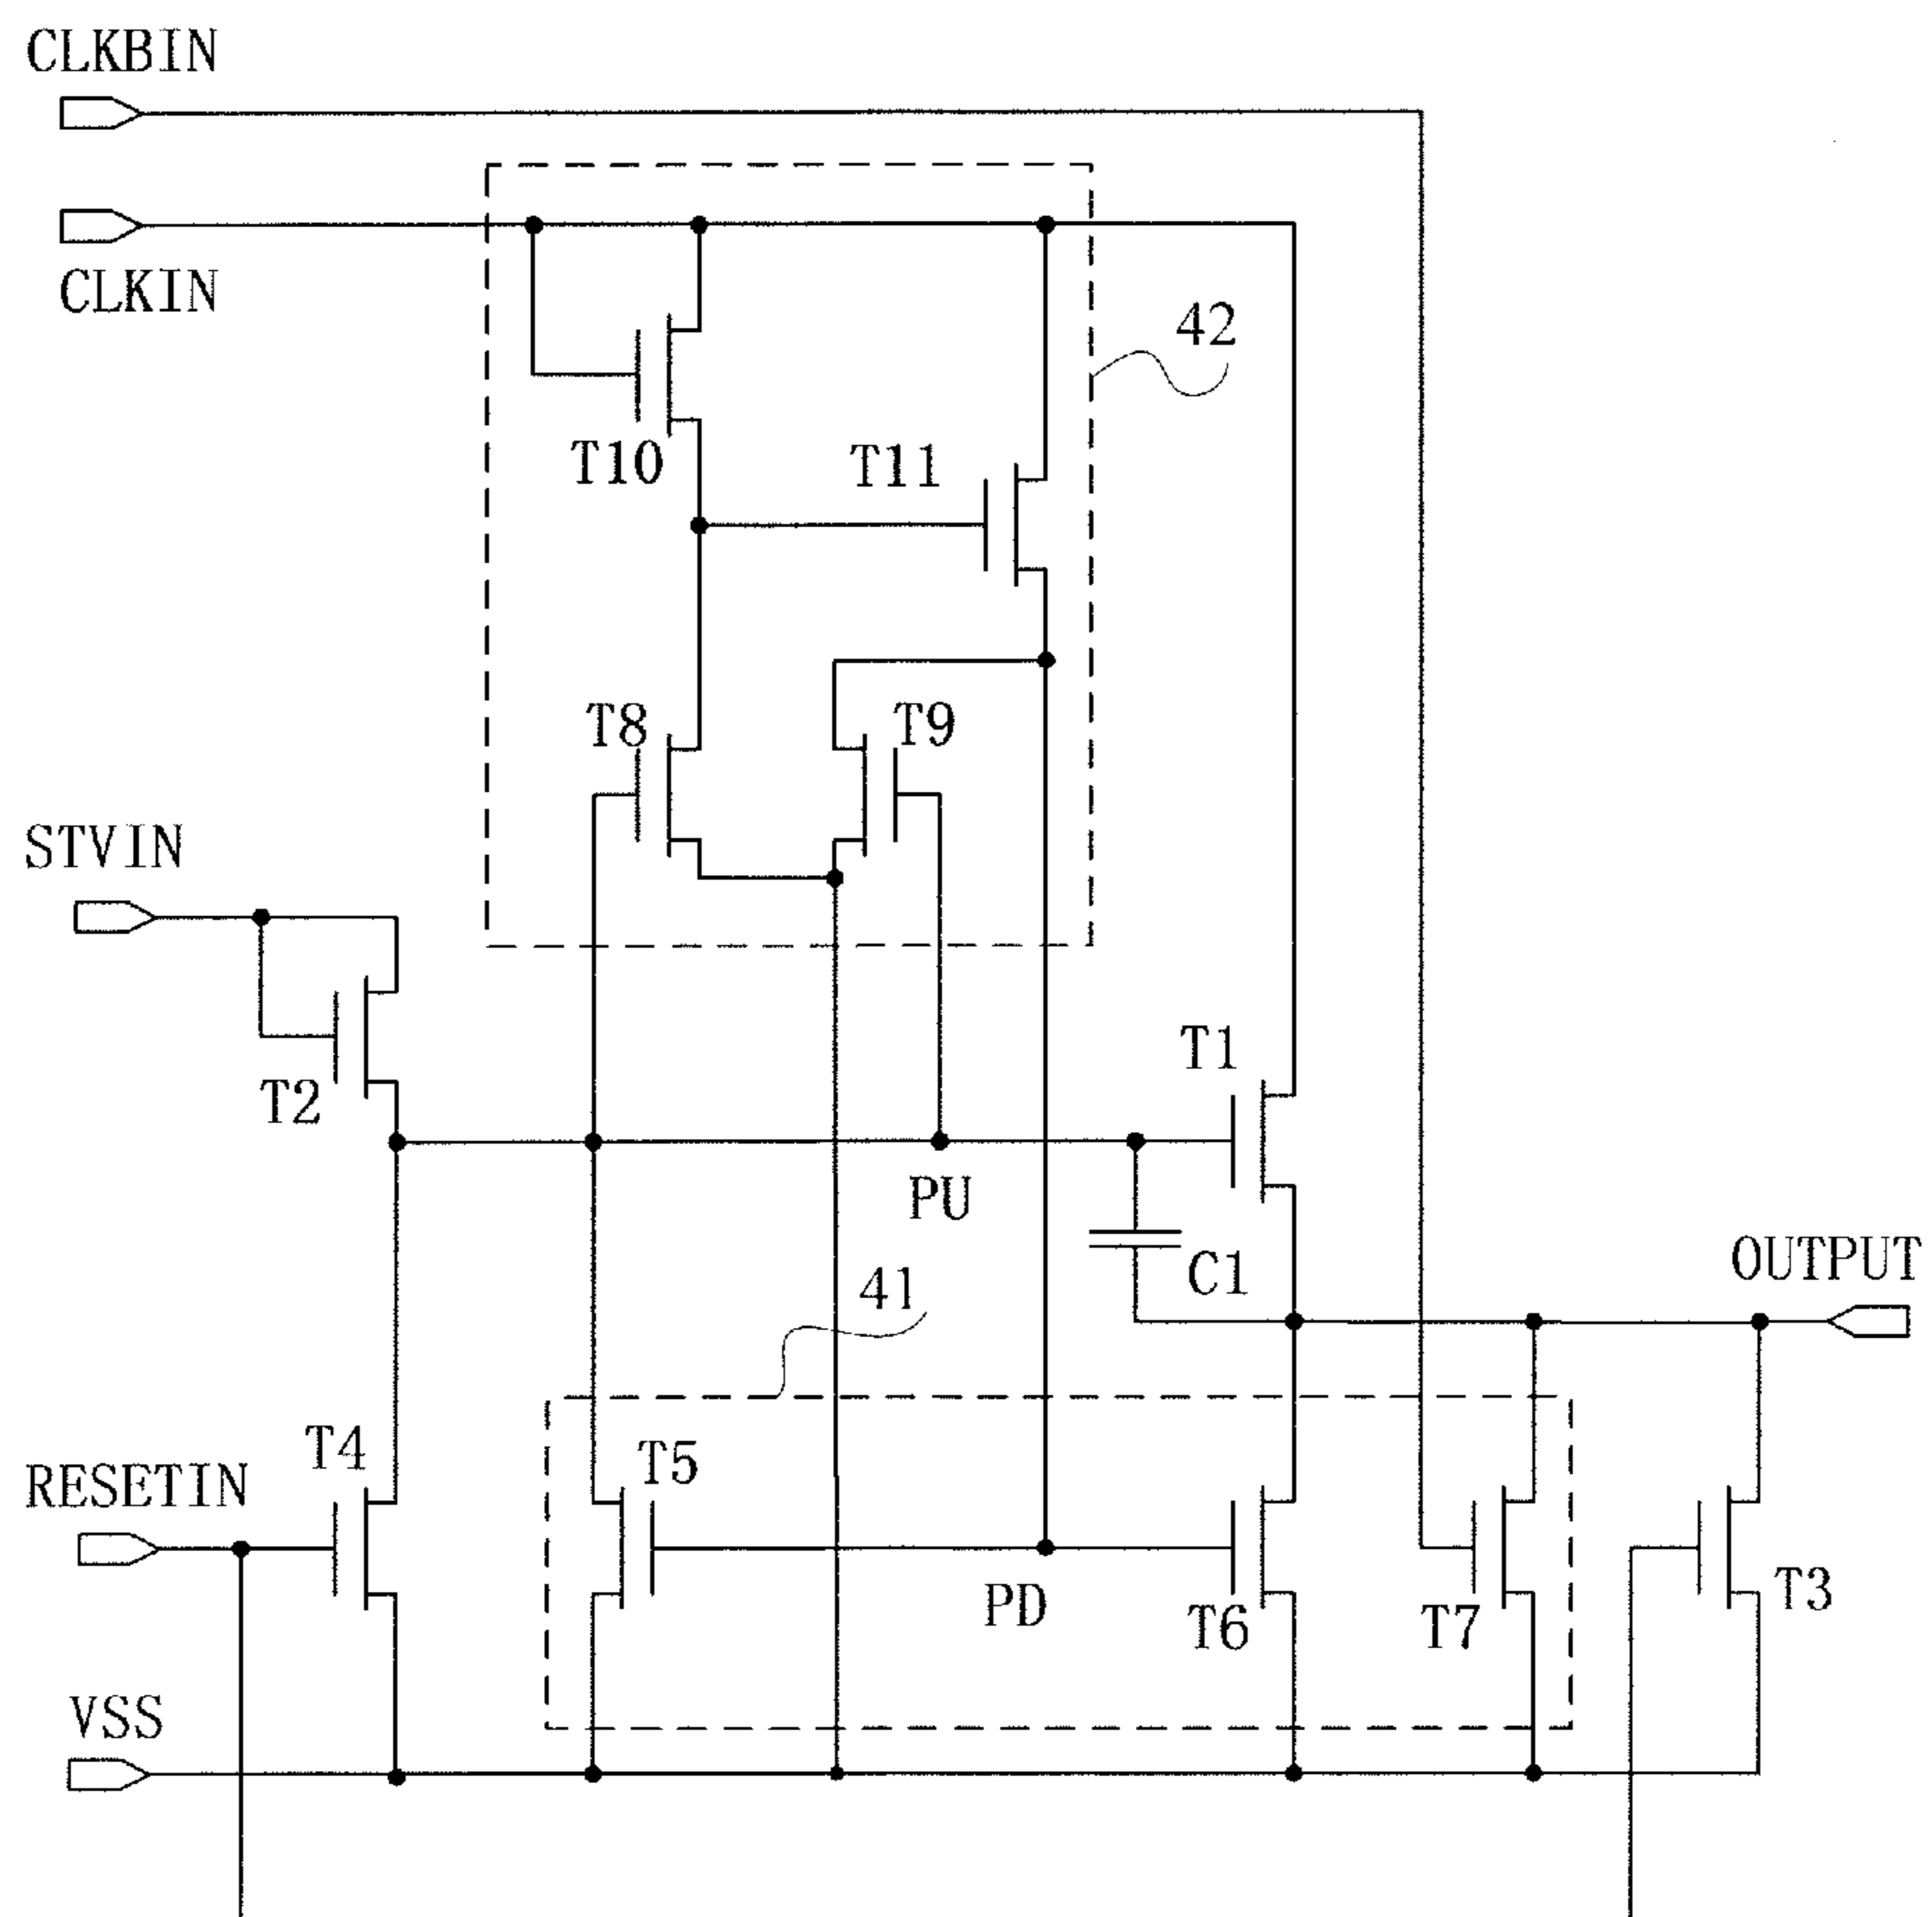 CLKBIN
CLKIN
42
T10
T11
T8
T9
STVIN
T2
T1
PU
C1
OUTPUT
41
T4
T5
RESETIN
PD
T6
T7
T3
VSS